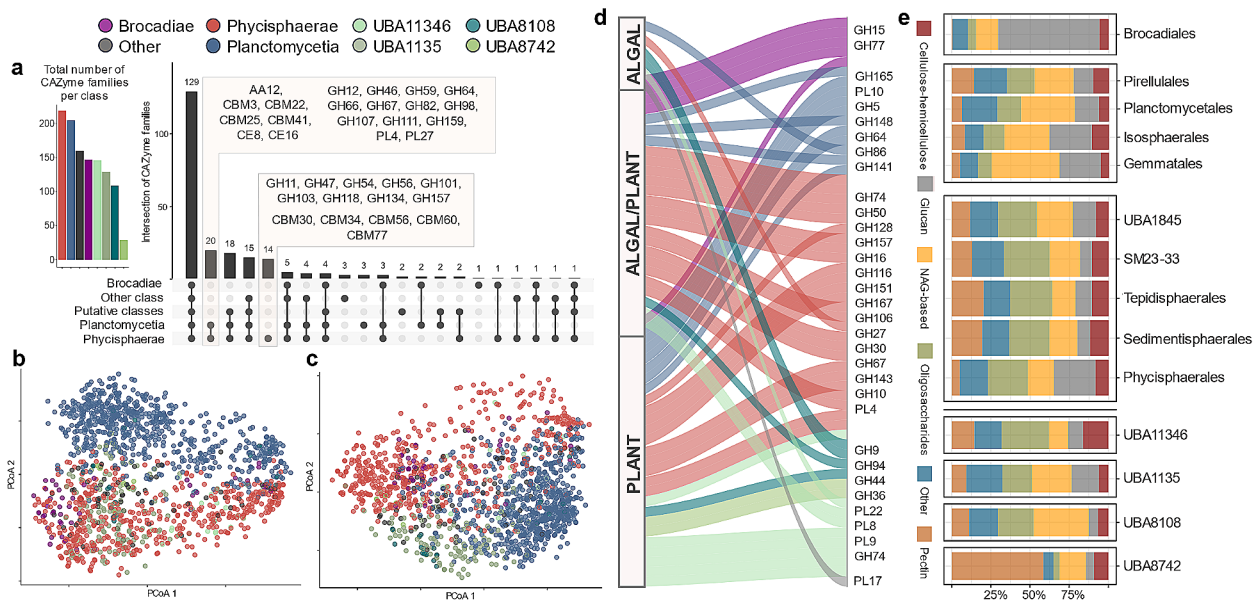 Brocadiae
Phycisphaerae
UBA11346
UBA8108
Other
Planctomycetia
UBA1135
UBA8742
a
Total number of
CAZyme families
per class
200
150
100
50
0
Intersection of CAZyme families
100
50
129
20
18
15
14
5
4
4
3
3
3
2
2
2
2
1
1
1
1
1
1
AA12,
CBM3, CBM22,
CBM25, CBM41,
CE8, CE16
GH12, GH46, GH59, GH64,
GH66, GH67, GH82, GH98,
GH107, GH111, GH159,
PL4, PL27
GH11, GH47, GH54, GH56, GH101,
GH103, GH118, GH134, GH157
CBM30, CBM34, CBM56, CBM60,
CBM77
Brocadiae
Other class
Putative classes
Planctomycetia
Phycisphaerae
b
PCoA 2
PCoA 1
c
PCoA 2
PCoA 1
d
ALGAL
ALGAL/PLANT
PLANT
GH15
GH77
GH165
PL10
GH5
GH148
GH64
GH86
GH141
GH74
GH50
GH128
GH157
GH16
GH116
GH151
GH167
GH106
GH27
GH30
GH67
GH143
GH10
PL4
GH9
GH94
GH44
GH36
PL22
PL8
PL9
GH74
PL17
e
Cellulose-hemicellulose
Glucan
NAG-based
Oligosaccharides
Other
Pectin
Brocadiales
Pirellulales
Planctomycetales
Isosphaerales
Gemmatales
UBA1845
SM23-33
Tepidisphaerales
Sedimentisphaerales
Phycisphaerales
UBA11346
UBA1135
UBA8108
UBA8742
25%
50%
75%